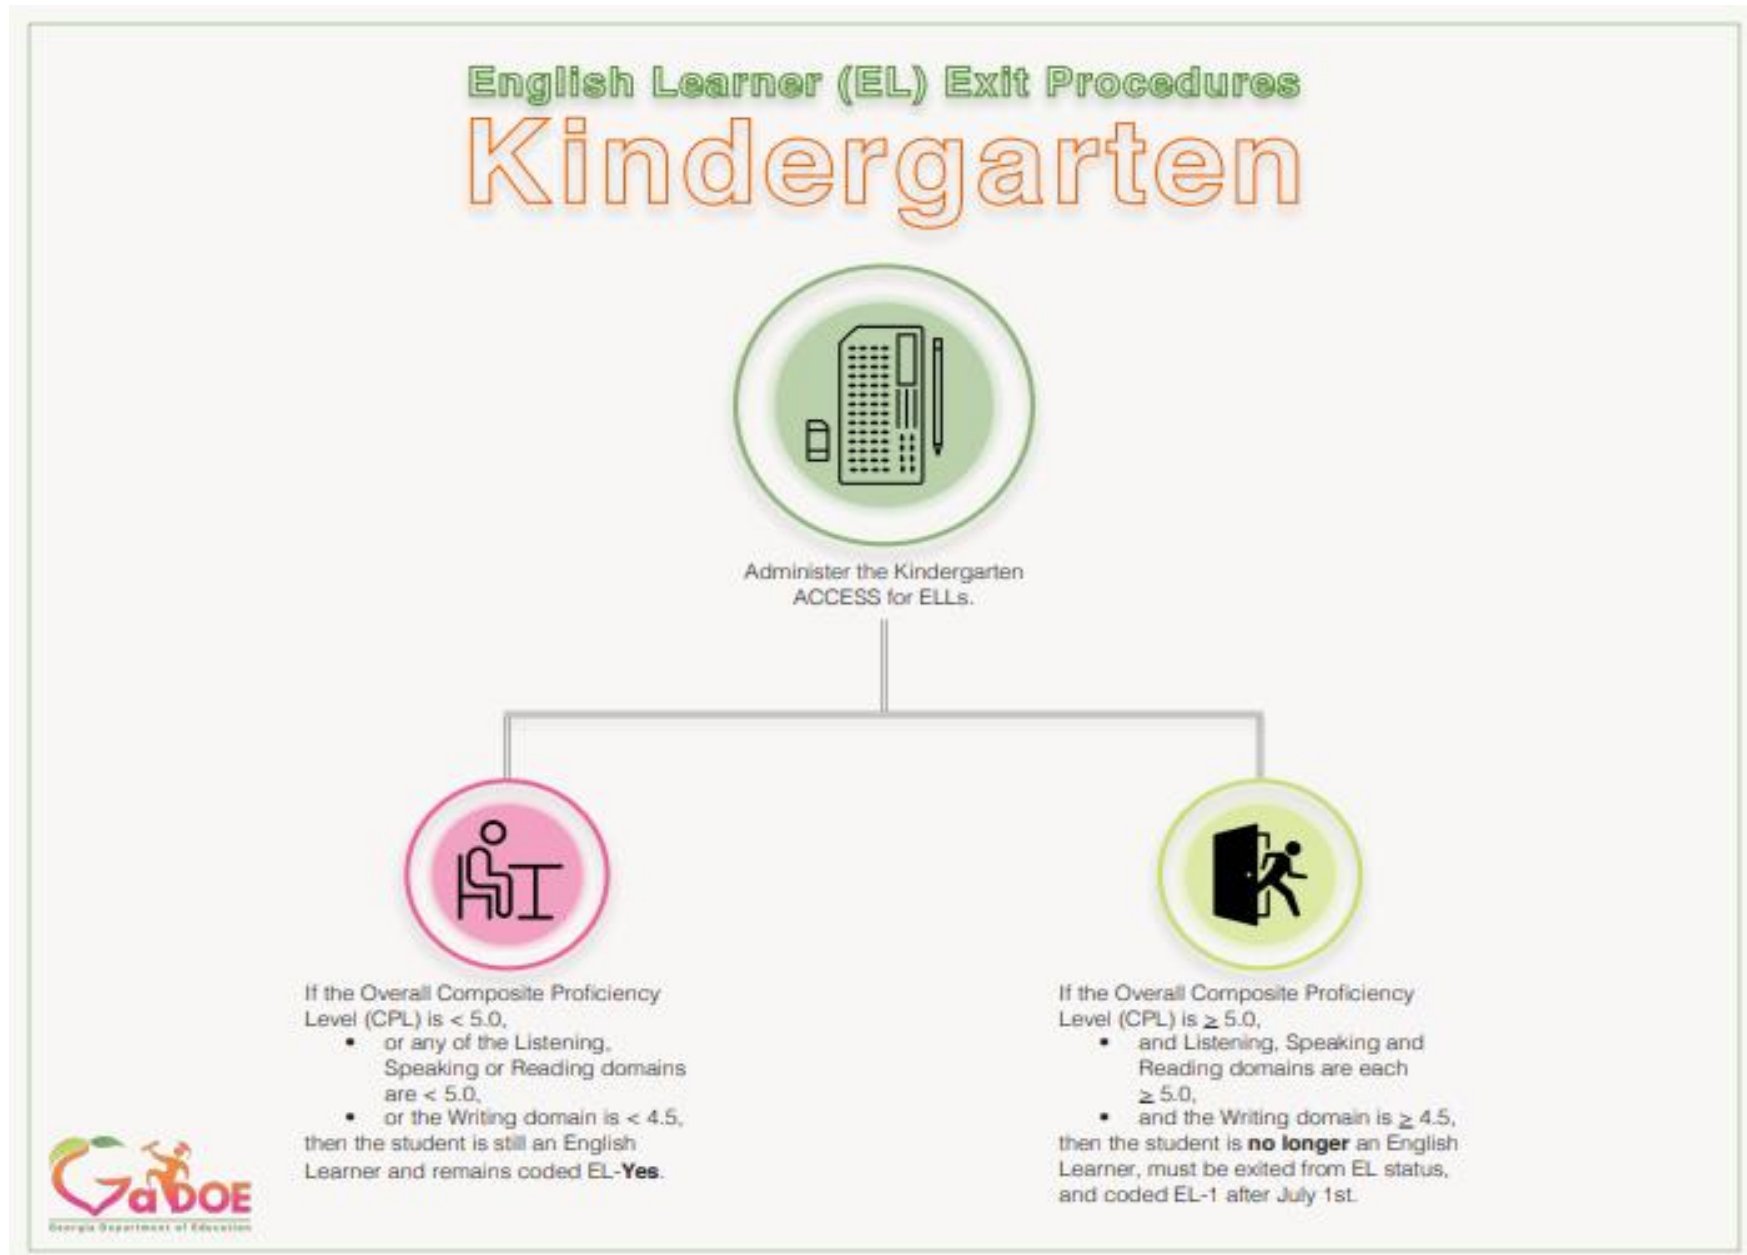 English Learner (EL) Exit Procedures
Kindergarten
Administer the Kindergarten
ACCESS for ELLs.
If the Overall Composite Proficiency
Level (CPL) is < 5.0,
• or any of the Listening,
Speaking or Reading domains
are < 5.0,
• or the Writing domain is < 4.5,
then the student is still an English
Learner and remains coded EL-Yes.
If the Overall Composite Proficiency
Level (CPL) is ≥ 5.0,
• and Listening, Speaking and
Reading domains are each
≥ 5.0,
• and the Writing domain is ≥ 4.5,
then the student is no longer an English
Learner, must be exited from EL status,
and coded EL-1 after July 1st.
GaDOE
Georgia Department of Education